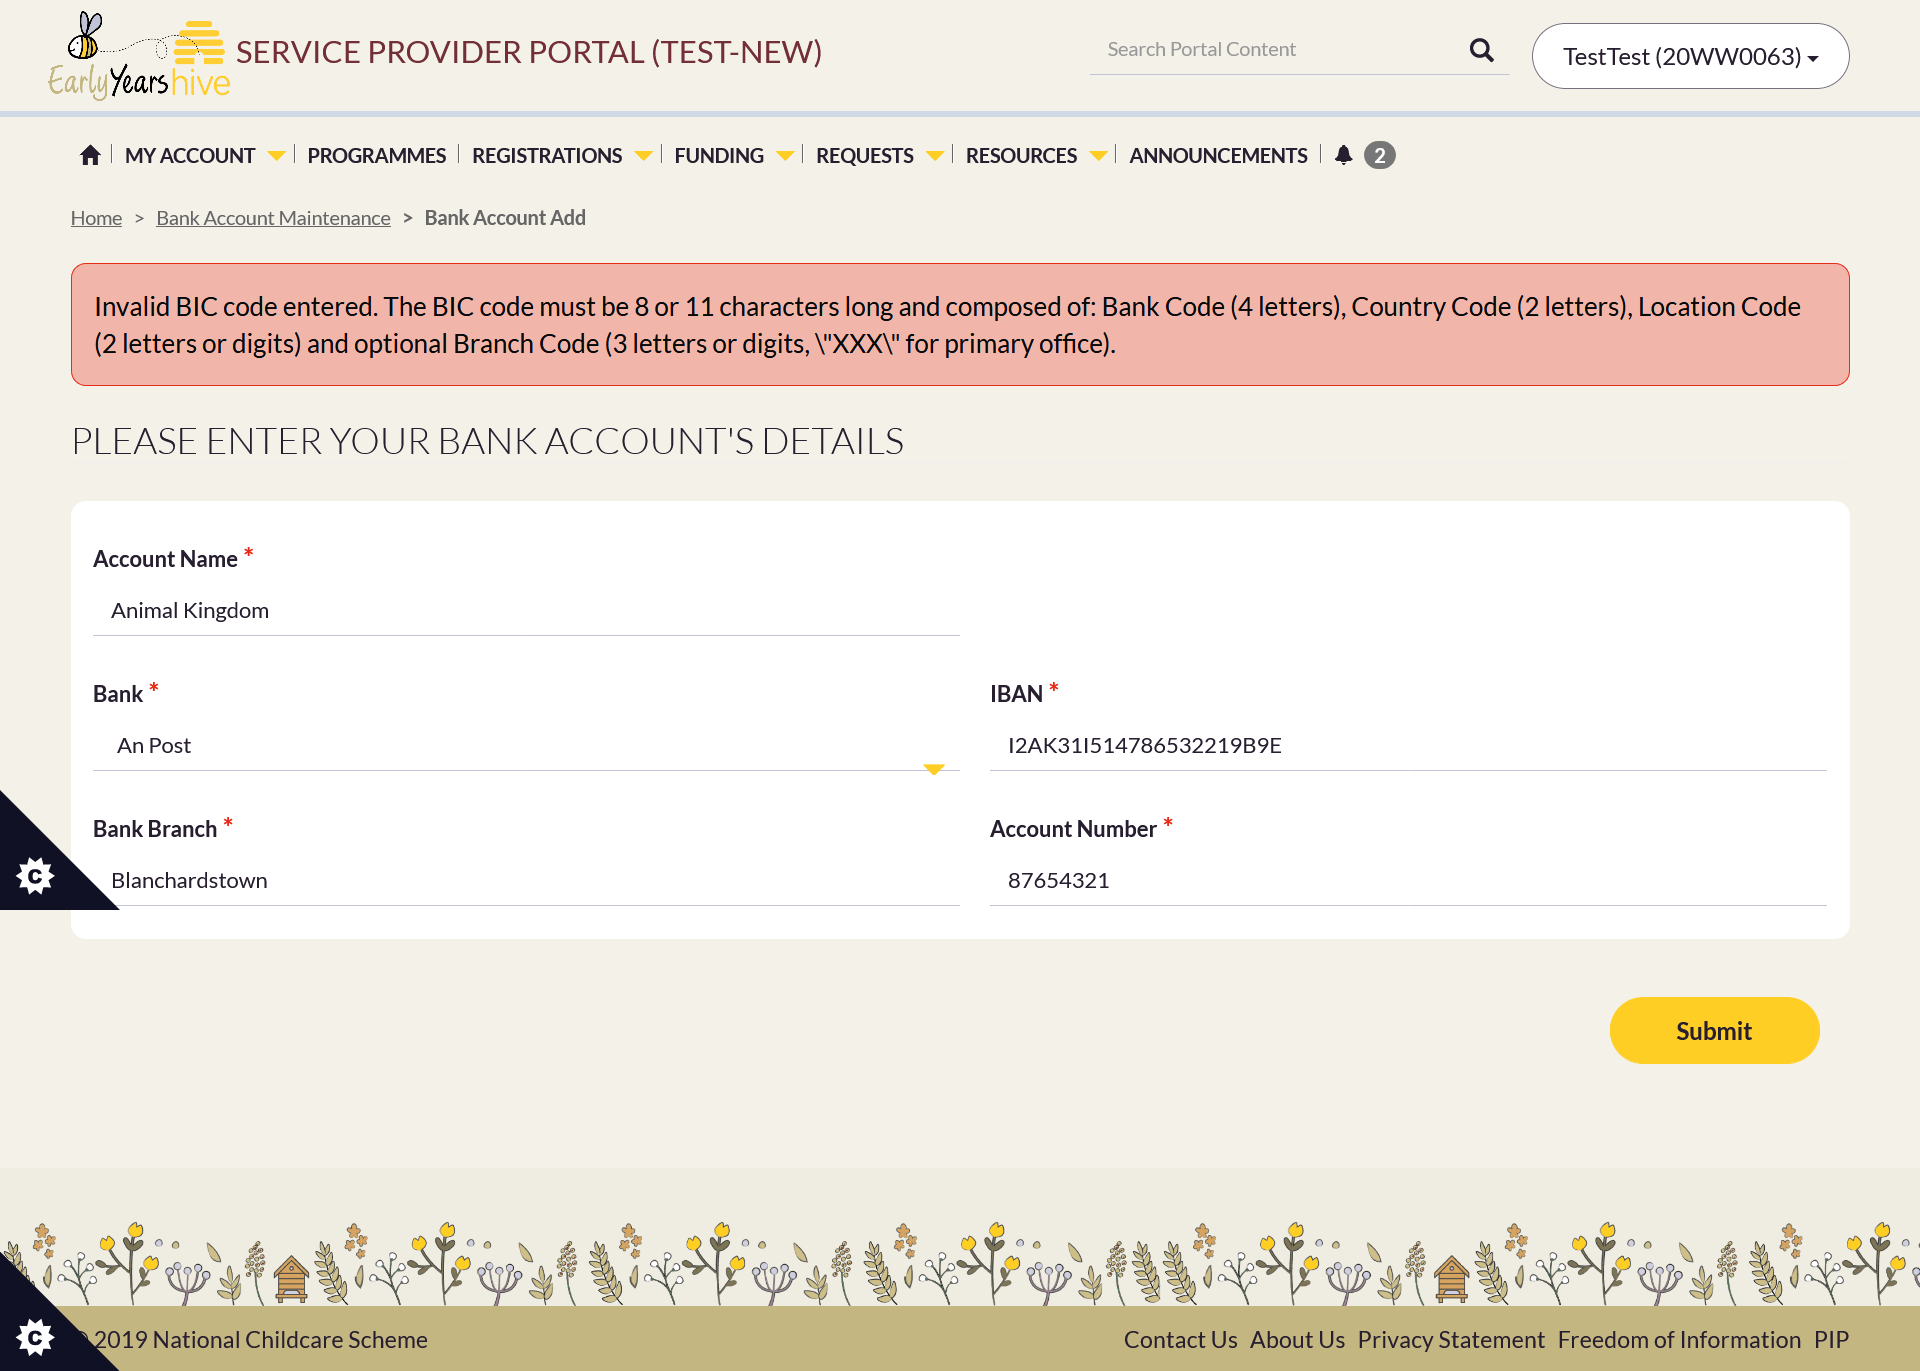 Early Years hive
SERVICE PROVIDER PORTAL (TEST-NEW)
Search Portal Content
TestTest (20WW0063)
MY ACCOUNT
PROGRAMMES
REGISTRATIONS
FUNDING
REQUESTS
RESOURCES
ANNOUNCEMENTS
2
Home > Bank Account Maintenance > Bank Account Add
Invalid BIC code entered. The BIC code must be 8 or 11 characters long and composed of: Bank Code (4 letters), Country Code (2 letters), Location Code
(2 letters or digits) and optional Branch Code (3 letters or digits, \"XXX\" for primary office).
PLEASE ENTER YOUR BANK ACCOUNT'S DETAILS
Account Name *
Animal Kingdom
Bank *
An Post
IBAN *
I2AK31I514786532219B9E
Bank Branch *
Blanchardstown
Account Number *
87654321
C
Submit
C
2019 National Childcare Scheme
Contact Us About Us Privacy Statement Freedom of Information PIP